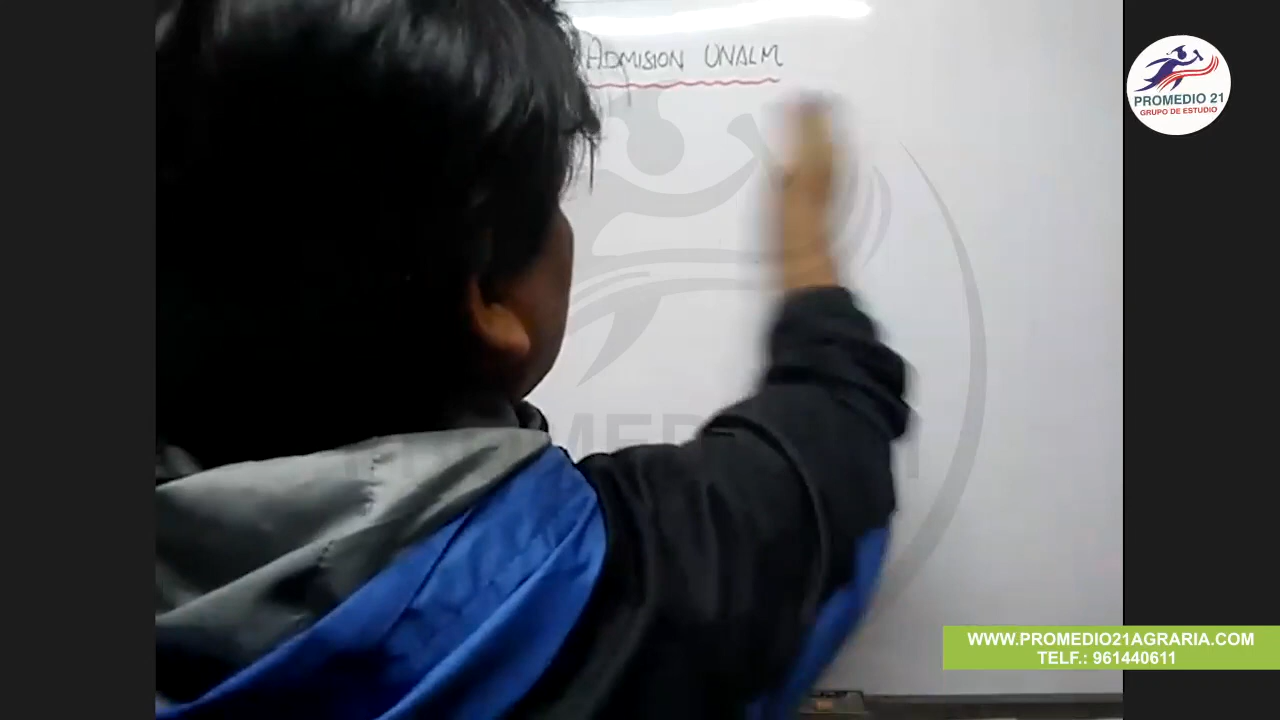 ADMISION UNALM
PROMEDIO 21
GRUPO DE ESTUDIO
WWW.PROMEDIO21AGRARIA.COM
TELF.: 961440611